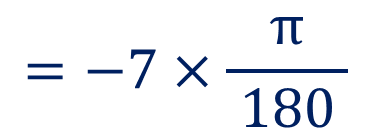 = −7 × π/180